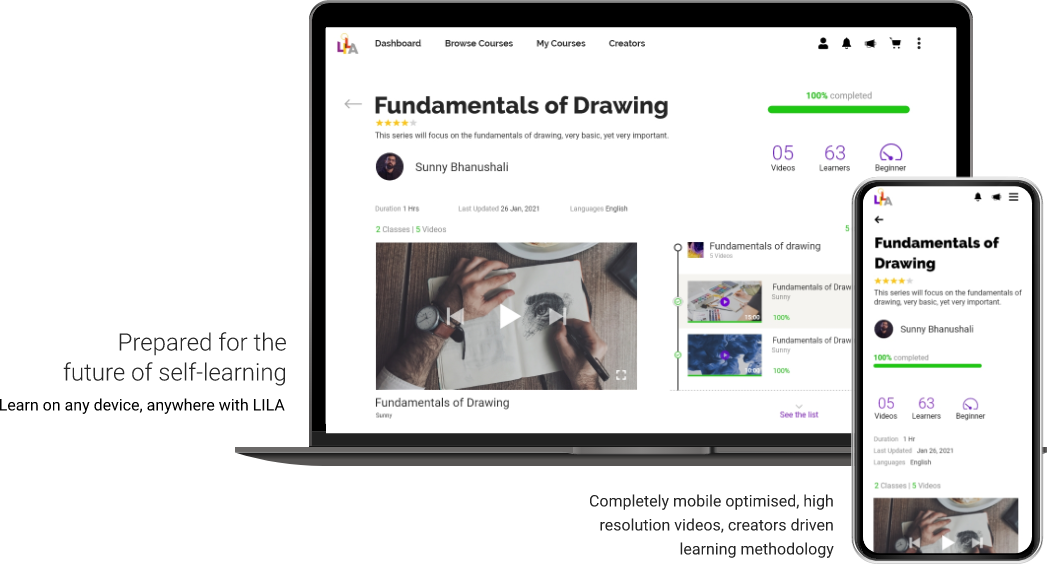 LILA
Dashboard
Browse Courses
My Courses
Creators
Fundamentals of Drawing
This series will focus on the fundamentals of drawing, very basic, yet very important.
Sunny Bhanushali
100% completed
05
Videos
63
Learners
Beginner
Duration 1 Hrs
Last Updated 26 Jan, 2021
Languages English
2 Classes | 5 Videos
5
Fundamentals of drawing
5 Videos
Fundamentals of Draw
Sunny
15:00
100%
Fundamentals of Draw
Sunny
10:00
100%
Fundamentals of Drawing
Sunny
See the list
Prepared for the
future of self-learning
Learn on any device, anywhere with LILA
LILA
Fundamentals of
Drawing
This series will focus on the fundamentals of
drawing, very basic, yet very important.
Sunny Bhanushali
100% completed
05
Videos
63
Learners
Beginner
Duration 1 Hr
Last Updated Jan 26, 2021
Languages English
2 Classes | 5 Videos
Completely mobile optimised, high
resolution videos, creators driven
learning methodology